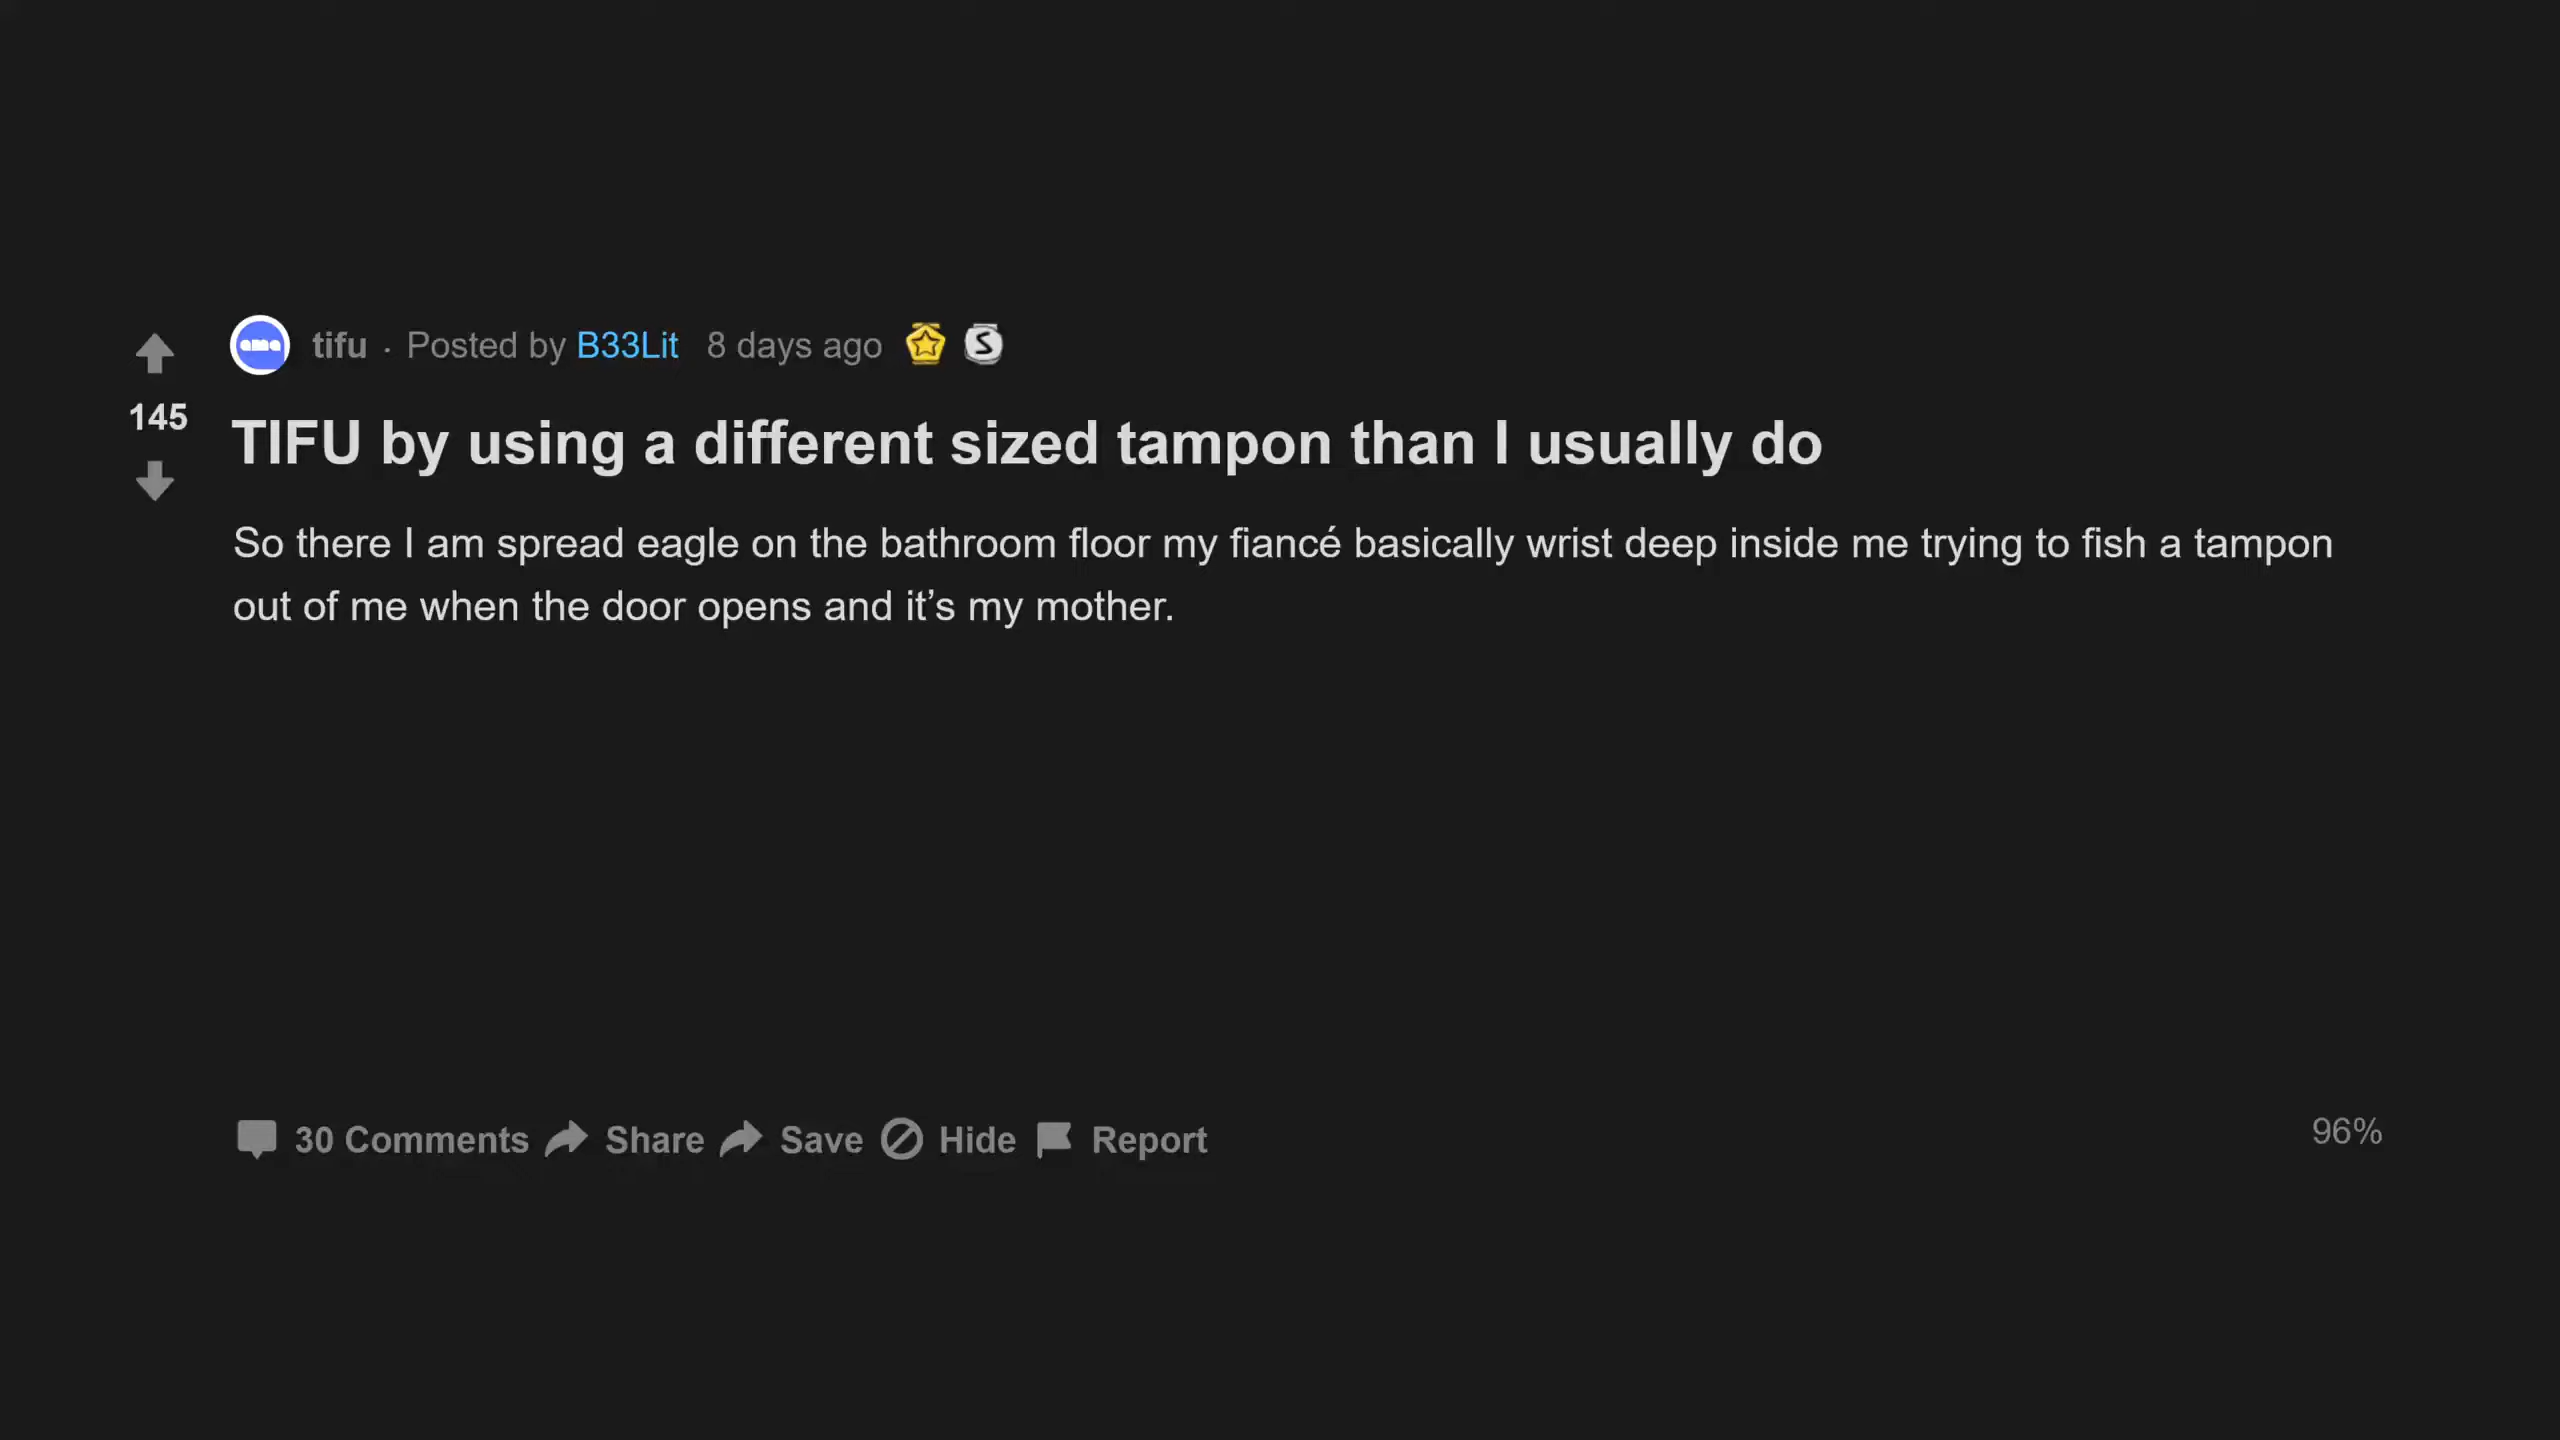 tifu · Posted by B33Lit 8 days ago
145
TIFU by using a different sized tampon than I usually do
So there I am spread eagle on the bathroom floor my fiancé basically wrist deep inside me trying to fish a tampon
out of me when the door opens and it’s my mother.
30 Comments Share Save Hide Report
96%